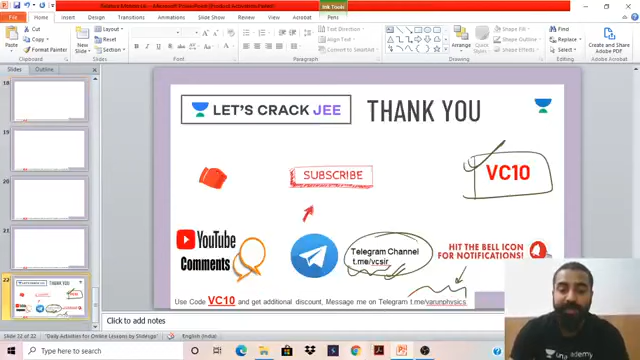 Ink Tools
File
Home
Insert
Design
Transitions
Animations
Slide Show
Review
View
Acrobat
Pens
Cut
Copy
Format Painter
Clipboard
New Slide
Layout
Reset
Section
Slides
Font
Paragraph
Text Direction
Align Text
Convert to SmartArt
Arrange
Quick Styles
Shape Fill
Shape Outline
Shape Effects
Drawing
Find
Replace
Select
Editing
Create and Share Adobe PDF
Adobe Acrobat
Slides
Outline
18
19
20
21
22
LET'S CRACK JEE
THANK YOU
SUBSCRIBE
VC10
YouTube
Comments
Telegram Channel
t.me/vcsir
HIT THE BELL ICON
FOR NOTIFICATIONS!
Use Code VC10 and get additional discount, Message me on Telegram t.me/varunphysics
Click to add notes
Slide 22 of 22
English (India)
Type here to search